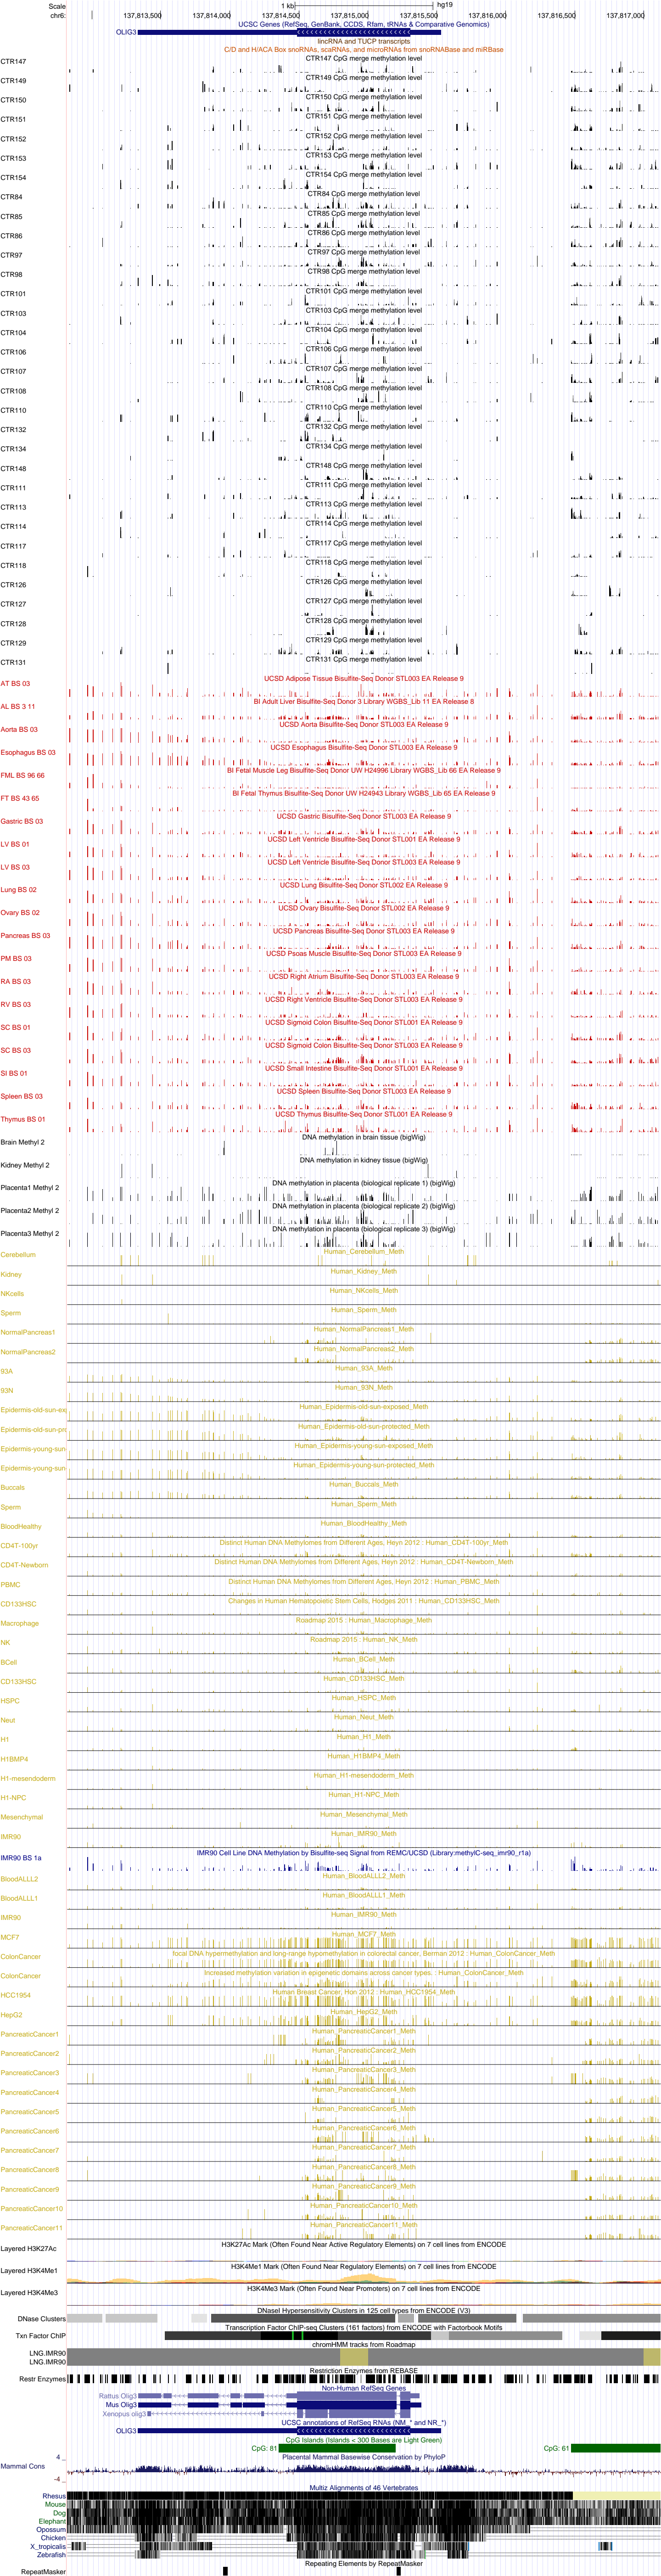 Scale 1 kb hg19
chr6: 137,813,500 137,814,000 137,814,500 137,815,000 137,815,500 137,816,000 137,816,500 137,817,000
UCSC Genes (RefSeq, GenBank, CCDS, Rfam, tRNAs & Comparative Genomics)
OLIG3
lincRNA and TUCP transcripts
C/D and H/ACA Box snoRNAs, scaRNAs, and microRNAs from snoRNABase and miRBase
CTR147 CTR147 CpG merge methylation level
CTR149 CTR149 CpG merge methylation level
CTR150 CTR150 CpG merge methylation level
CTR151 CTR151 CpG merge methylation level
CTR152 CTR152 CpG merge methylation level
CTR153 CTR153 CpG merge methylation level
CTR154 CTR154 CpG merge methylation level
CTR84 CTR84 CpG merge methylation level
CTR85 CTR85 CpG merge methylation level
CTR86 CTR86 CpG merge methylation level
CTR97 CTR97 CpG merge methylation level
CTR98 CTR98 CpG merge methylation level
CTR101 CTR101 CpG merge methylation level
CTR103 CTR103 CpG merge methylation level
CTR104 CTR104 CpG merge methylation level
CTR106 CTR106 CpG merge methylation level
CTR107 CTR107 CpG merge methylation level
CTR108 CTR108 CpG merge methylation level
CTR110 CTR110 CpG merge methylation level
CTR132 CTR132 CpG merge methylation level
CTR134 CTR134 CpG merge methylation level
CTR148 CTR148 CpG merge methylation level
CTR111 CTR111 CpG merge methylation level
CTR113 CTR113 CpG merge methylation level
CTR114 CTR114 CpG merge methylation level
CTR117 CTR117 CpG merge methylation level
CTR118 CTR118 CpG merge methylation level
CTR126 CTR126 CpG merge methylation level
CTR127 CTR127 CpG merge methylation level
CTR128 CTR128 CpG merge methylation level
CTR129 CTR129 CpG merge methylation level
CTR131 CTR131 CpG merge methylation level
AT BS 03 UCSD Adipose Tissue Bisulfite-Seq Donor STL003 EA Release 9
AL BS 3 11 BI Adult Liver Bisulfite-Seq Donor 3 Library WGBS_Lib 11 EA Release 8
Aorta BS 03 UCSD Aorta Bisulfite-Seq Donor STL003 EA Release 9
Esophagus BS 03 UCSD Esophagus Bisulfite-Seq Donor STL003 EA Release 9
FML BS 96 66 BI Fetal Muscle Leg Bisulfite-Seq Donor UW H24996 Library WGBS_Lib 66 EA Release 9
FT BS 43 65 BI Fetal Thymus Bisulfite-Seq Donor UW H24943 Library WGBS_Lib 65 EA Release 9
Gastric BS 03 UCSD Gastric Bisulfite-Seq Donor STL003 EA Release 9
LV BS 01 UCSD Left Ventricle Bisulfite-Seq Donor STL001 EA Release 9
LV BS 03 UCSD Left Ventricle Bisulfite-Seq Donor STL003 EA Release 9
Lung BS 02 UCSD Lung Bisulfite-Seq Donor STL002 EA Release 9
Ovary BS 02 UCSD Ovary Bisulfite-Seq Donor STL002 EA Release 9
Pancreas BS 03 UCSD Pancreas Bisulfite-Seq Donor STL003 EA Release 9
PM BS 03 UCSD Psoas Muscle Bisulfite-Seq Donor STL003 EA Release 9
RA BS 03 UCSD Right Atrium Bisulfite-Seq Donor STL003 EA Release 9
RV BS 03 UCSD Right Ventricle Bisulfite-Seq Donor STL003 EA Release 9
SC BS 01 UCSD Sigmoid Colon Bisulfite-Seq Donor STL001 EA Release 9
SC BS 03 UCSD Sigmoid Colon Bisulfite-Seq Donor STL003 EA Release 9
SI BS 01 UCSD Small Intestine Bisulfite-Seq Donor STL001 EA Release 9
Spleen BS 03 UCSD Spleen Bisulfite-Seq Donor STL003 EA Release 9
Thymus BS 01 UCSD Thymus Bisulfite-Seq Donor STL001 EA Release 9
Brain Methyl 2 DNA methylation in brain tissue (bigWig)
Kidney Methyl 2 DNA methylation in kidney tissue (bigWig)
Placenta1 Methyl 2 DNA methylation in placenta (biological replicate 1) (bigWig)
Placenta2 Methyl 2 DNA methylation in placenta (biological replicate 2) (bigWig)
Placenta3 Methyl 2 DNA methylation in placenta (biological replicate 3) (bigWig)
Cerebellum Human_Cerebellum_Meth
Kidney Human_Kidney_Meth
NKcells Human_NKcells_Meth
Sperm Human_Sperm_Meth
NormalPancreas1 Human_NormalPancreas1_Meth
NormalPancreas2 Human_NormalPancreas2_Meth
93A Human_93A_Meth
93N Human_93N_Meth
Epidermis-old-sun-ex Human_Epidermis-old-sun-exposed_Meth
Epidermis-old-sun-pr Human_Epidermis-old-sun-protected_Meth
Epidermis-young-sun Human_Epidermis-young-sun-exposed_Meth
Epidermis-young-sun Human_Epidermis-young-sun-protected_Meth
Buccals Human_Buccals_Meth
Sperm Human_Sperm_Meth
BloodHealthy Human_BloodHealthy_Meth
CD4T-100yr Distinct Human DNA Methylomes from Different Ages, Heyn 2012 : Human_CD4T-100yr_Meth
CD4T-Newborn Distinct Human DNA Methylomes from Different Ages, Heyn 2012 : Human_CD4T-Newborn_Meth
PBMC Distinct Human DNA Methylomes from Different Ages, Heyn 2012 : Human_PBMC_Meth
CD133HSC Changes in Human Hematopoietic Stem Cells, Hodges 2011 : Human_CD133HSC_Meth
Macrophage Roadmap 2015 : Human_Macrophage_Meth
NK Roadmap 2015 : Human_NK_Meth
BCell Human_BCell_Meth
CD133HSC Human_CD133HSC_Meth
HSPC Human_HSPC_Meth
Neut Human_Neut_Meth
H1 Human_H1_Meth
H1BMP4 Human_H1BMP4_Meth
H1-mesendoderm Human_H1-mesendoderm_Meth
H1-NPC Human_H1-NPC_Meth
Mesenchymal Human_Mesenchymal_Meth
IMR90 Human_IMR90_Meth
IMR90 BS 1a IMR90 Cell Line DNA Methylation by Bisulfite-seq Signal from REMC/UCSD (Library:methylC-seq_imr90_r1a)
BloodALLL2 Human_BloodALLL2_Meth
BloodALLL1 Human_BloodALLL1_Meth
IMR90 Human_IMR90_Meth
MCF7 Human_MCF7_Meth
ColonCancer focal DNA hypermethylation and long-range hypomethylation in colorectal cancer, Berman 2012 : Human_ColonCancer_Meth
ColonCancer Increased methylation variation in epigenetic domains across cancer types. : Human_ColonCancer_Meth
HCC1954 Human Breast Cancer, Hon 2012 : Human_HCC1954_Meth
HepG2 Human_HepG2_Meth
PancreaticCancer1 Human_PancreaticCancer1_Meth
PancreaticCancer2 Human_PancreaticCancer2_Meth
PancreaticCancer3 Human_PancreaticCancer3_Meth
PancreaticCancer4 Human_PancreaticCancer4_Meth
PancreaticCancer5 Human_PancreaticCancer5_Meth
PancreaticCancer6 Human_PancreaticCancer6_Meth
PancreaticCancer7 Human_PancreaticCancer7_Meth
PancreaticCancer8 Human_PancreaticCancer8_Meth
PancreaticCancer9 Human_PancreaticCancer9_Meth
PancreaticCancer10 Human_PancreaticCancer10_Meth
PancreaticCancer11 Human_PancreaticCancer11_Meth
Layered H3K27Ac H3K27Ac Mark (Often Found Near Active Regulatory Elements) on 7 cell lines from ENCODE
Layered H3K4Me1 H3K4Me1 Mark (Often Found Near Regulatory Elements) on 7 cell lines from ENCODE
Layered H3K4Me3 H3K4Me3 Mark (Often Found Near Promoters) on 7 cell lines from ENCODE
DNaseI Hypersensitivity Clusters in 125 cell types from ENCODE (V3)
DNase Clusters
Transcription Factor ChIP-seq Clusters (161 factors) from ENCODE with Factorbook Motifs
Txn Factor ChIP
chromHMM tracks from Roadmap
LNG.IMR90
LNG.IMR90
Restriction Enzymes from REBASE
Restr Enzymes
Non-Human RefSeq Genes
Rattus Olig3
Mus Olig3
Xenopus olig3
UCSC annotations of RefSeq RNAs (NM_* and NR_*)
OLIG3
CpG Islands (Islands < 300 Bases are Light Green)
CpG: 81 CpG: 61
4 _ Placental Mammal Basewise Conservation by PhyloP
Mammal Cons
-4 _
Multiz Alignments of 46 Vertebrates
Rhesus
Mouse
Dog
Elephant
Opossum
Chicken
X_tropicalis
Zebrafish
Repeating Elements by RepeatMasker
RepeatMasker